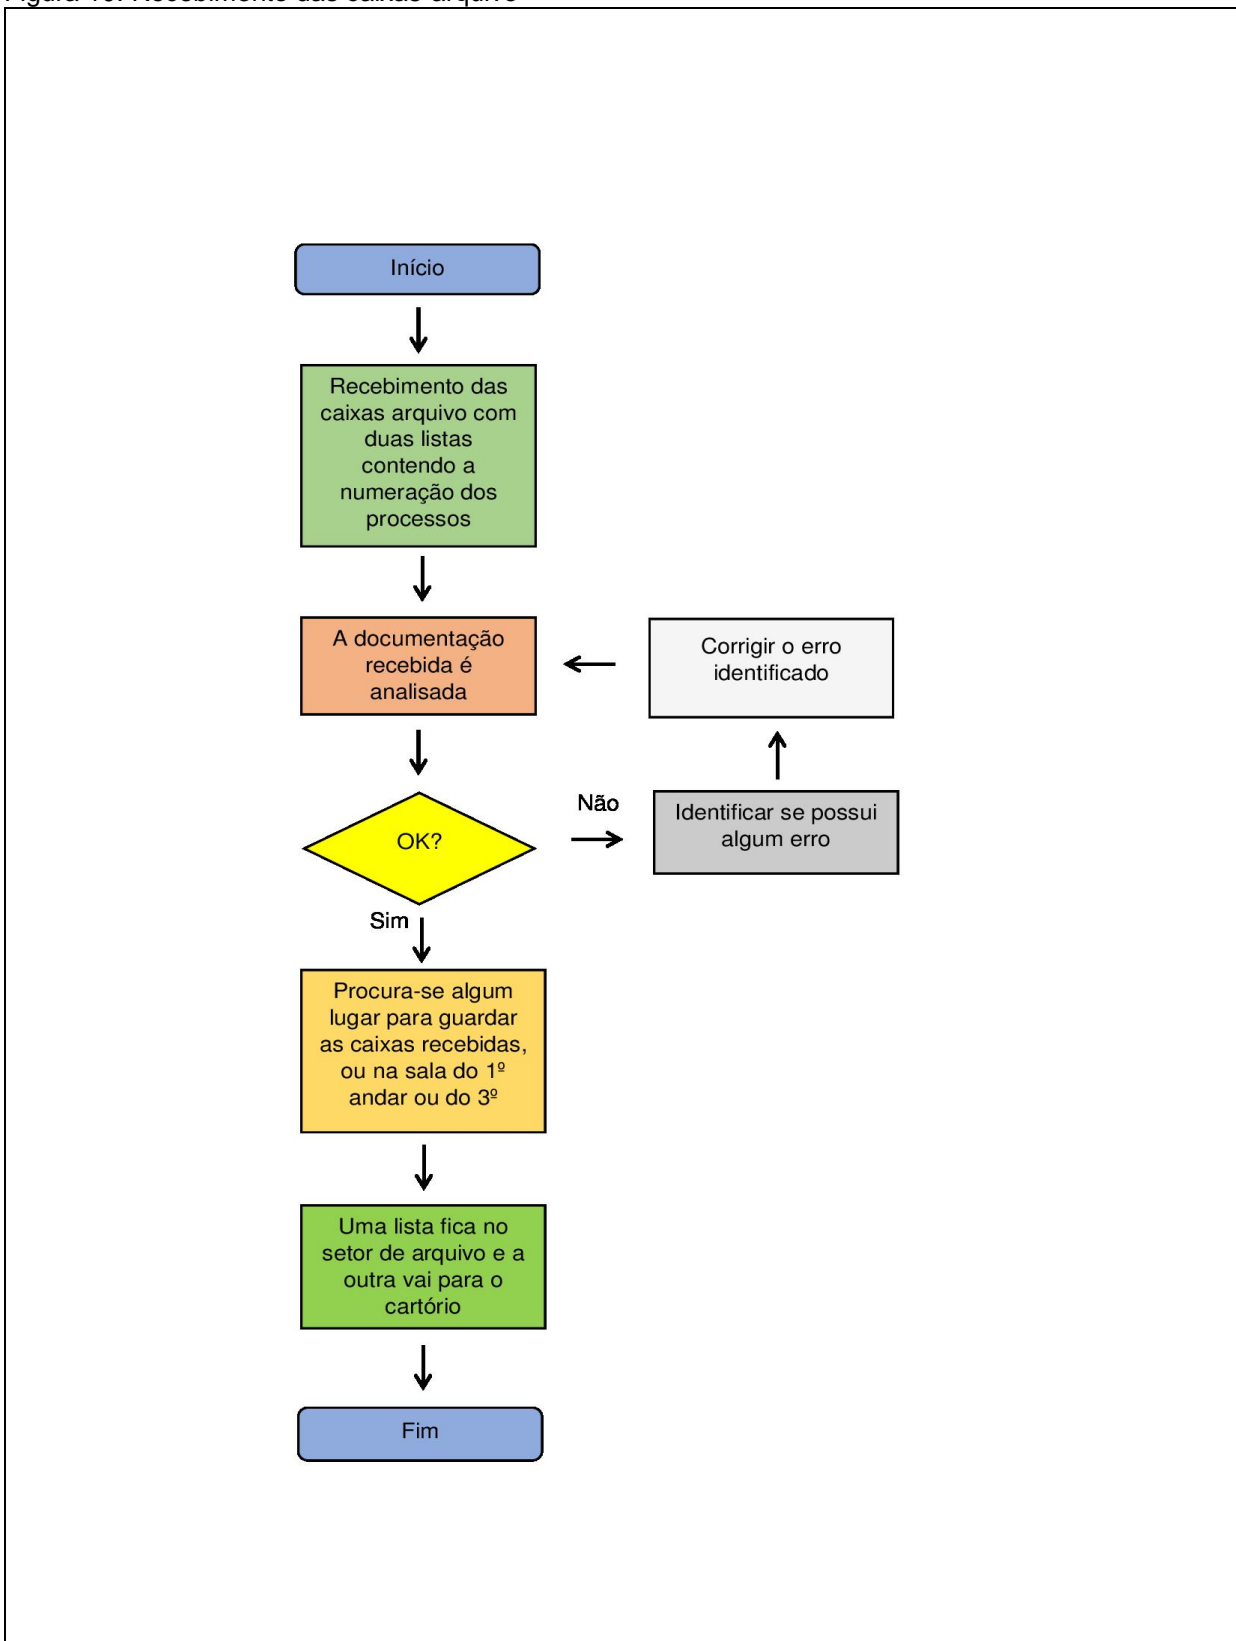 Início
Recebimento das
caixas arquivo com
duas listas
contendo a
numeração dos
processos
A documentação
recebida é
analisada
Corrigir o erro
identificado
OK?
Não
Identificar se possui
algum erro
Sim
Procura-se algum
lugar para guardar
as caixas recebidas,
ou na sala do 1º
andar ou do 3º
Uma lista fica no
setor de arquivo e a
outra vai para o
cartório
Fim